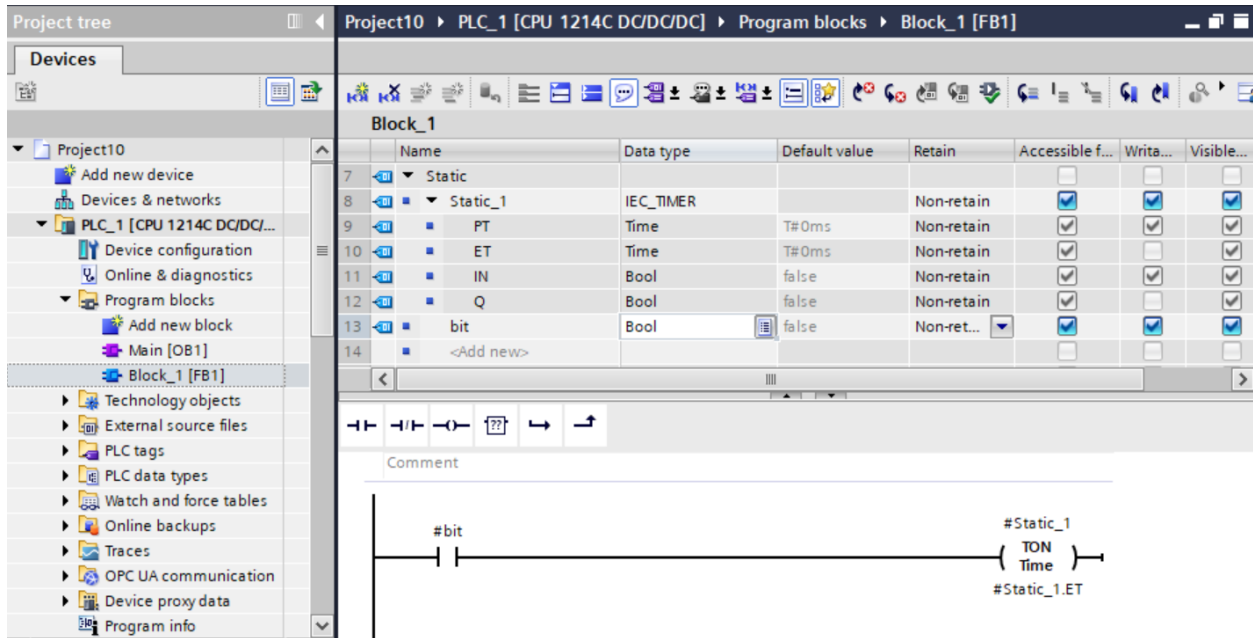 Project tree
Project10 PLC_1 [CPU 1214C DC/DC/DC] Program blocks Block_1 [FB1]
Devices
Block_1
Name Data type Default value Retain Accessible f... Writa... Visible...
7 Static
8 Static_1 IEC_TIMER Non-retain
9 PT Time T#0ms Non-retain
10 ET Time T#0ms Non-retain
11 IN Bool false Non-retain
12 Q Bool false Non-retain
13 bit Bool false Non-ret...
14 <Add new>
Project10
Add new device
Devices & networks
PLC_1 [CPU 1214C DC/DC/...
Device configuration
Online & diagnostics
Program blocks
Add new block
Main [OB1]
Block_1 [FB1]
Technology objects
External source files
PLC tags
PLC data types
Watch and force tables
Online backups
Traces
OPC UA communication
Device proxy data
Program info
??
Comment
#bit
#Static_1
TON
Time
#Static_1.ET